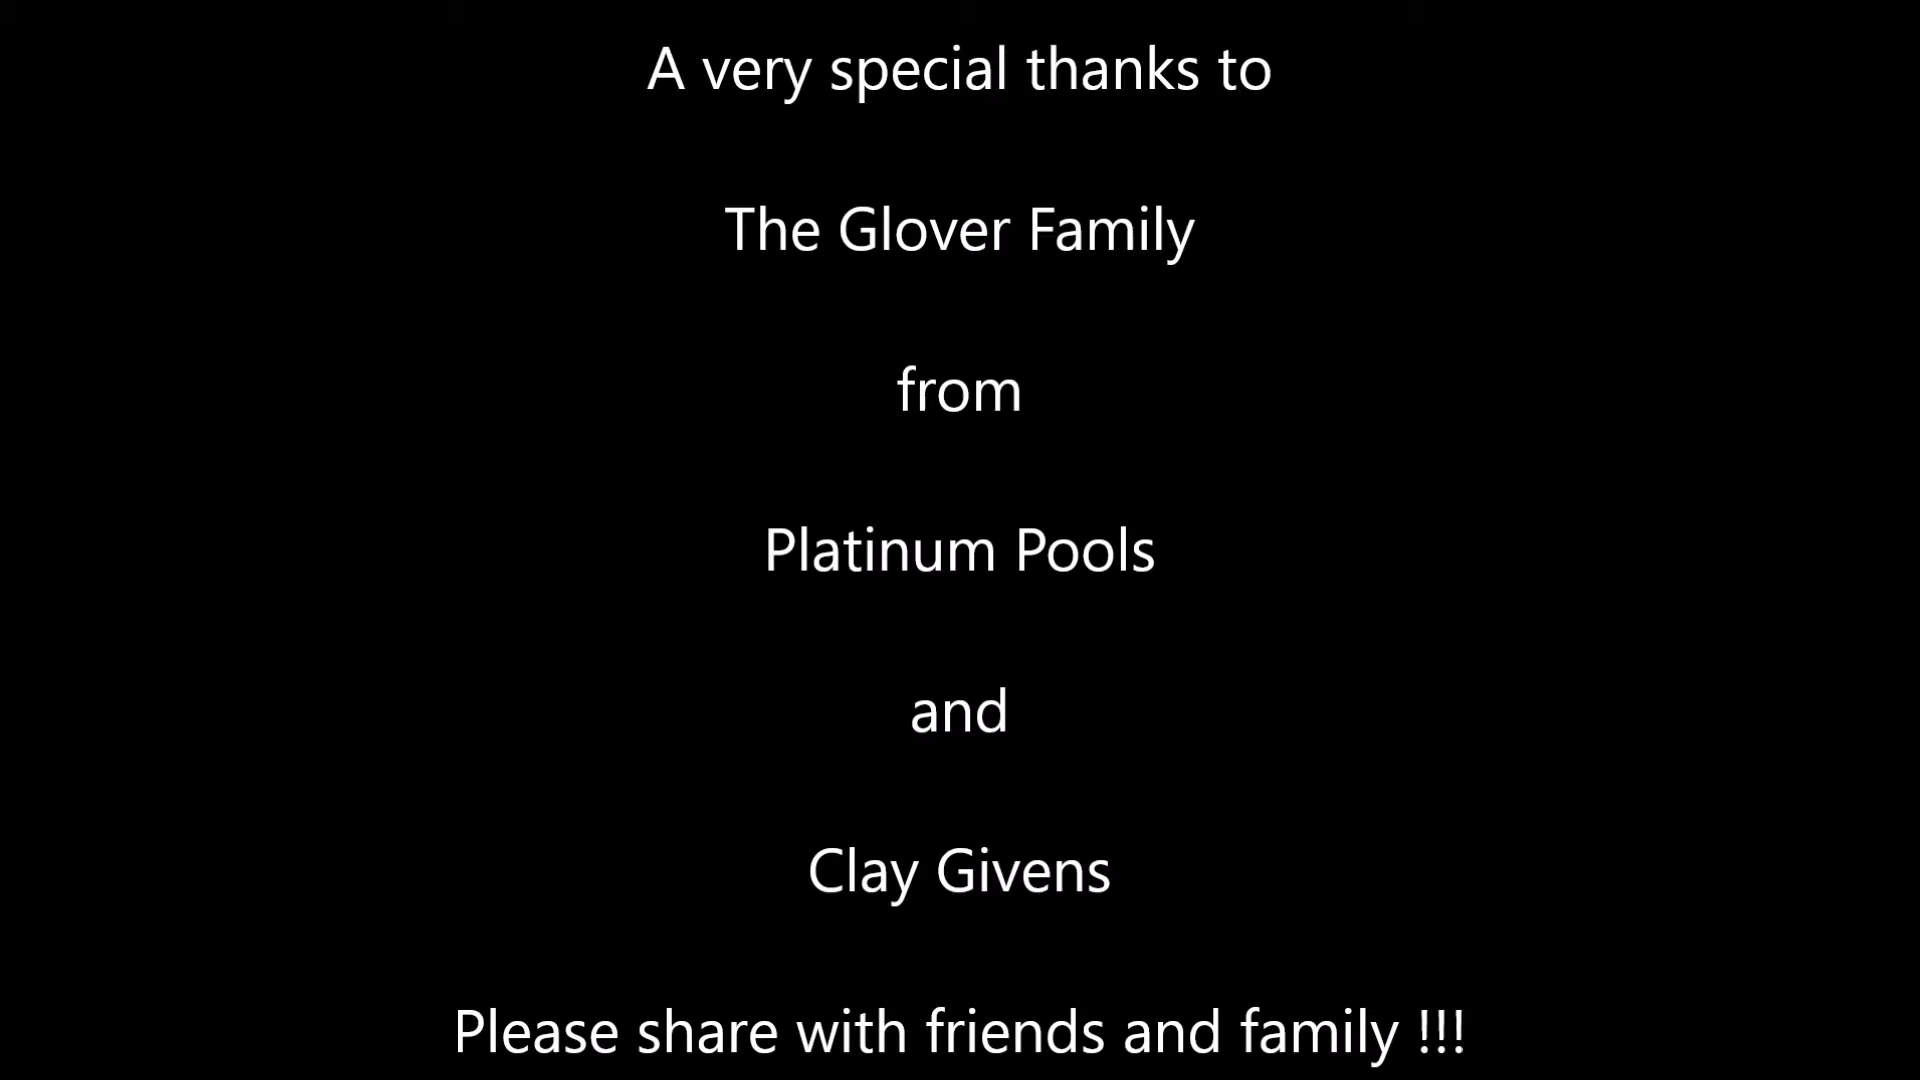 A very special thanks to
The Glover Family
from
Platinum Pools
and
Clay Givens
Please share with friends and family !!!